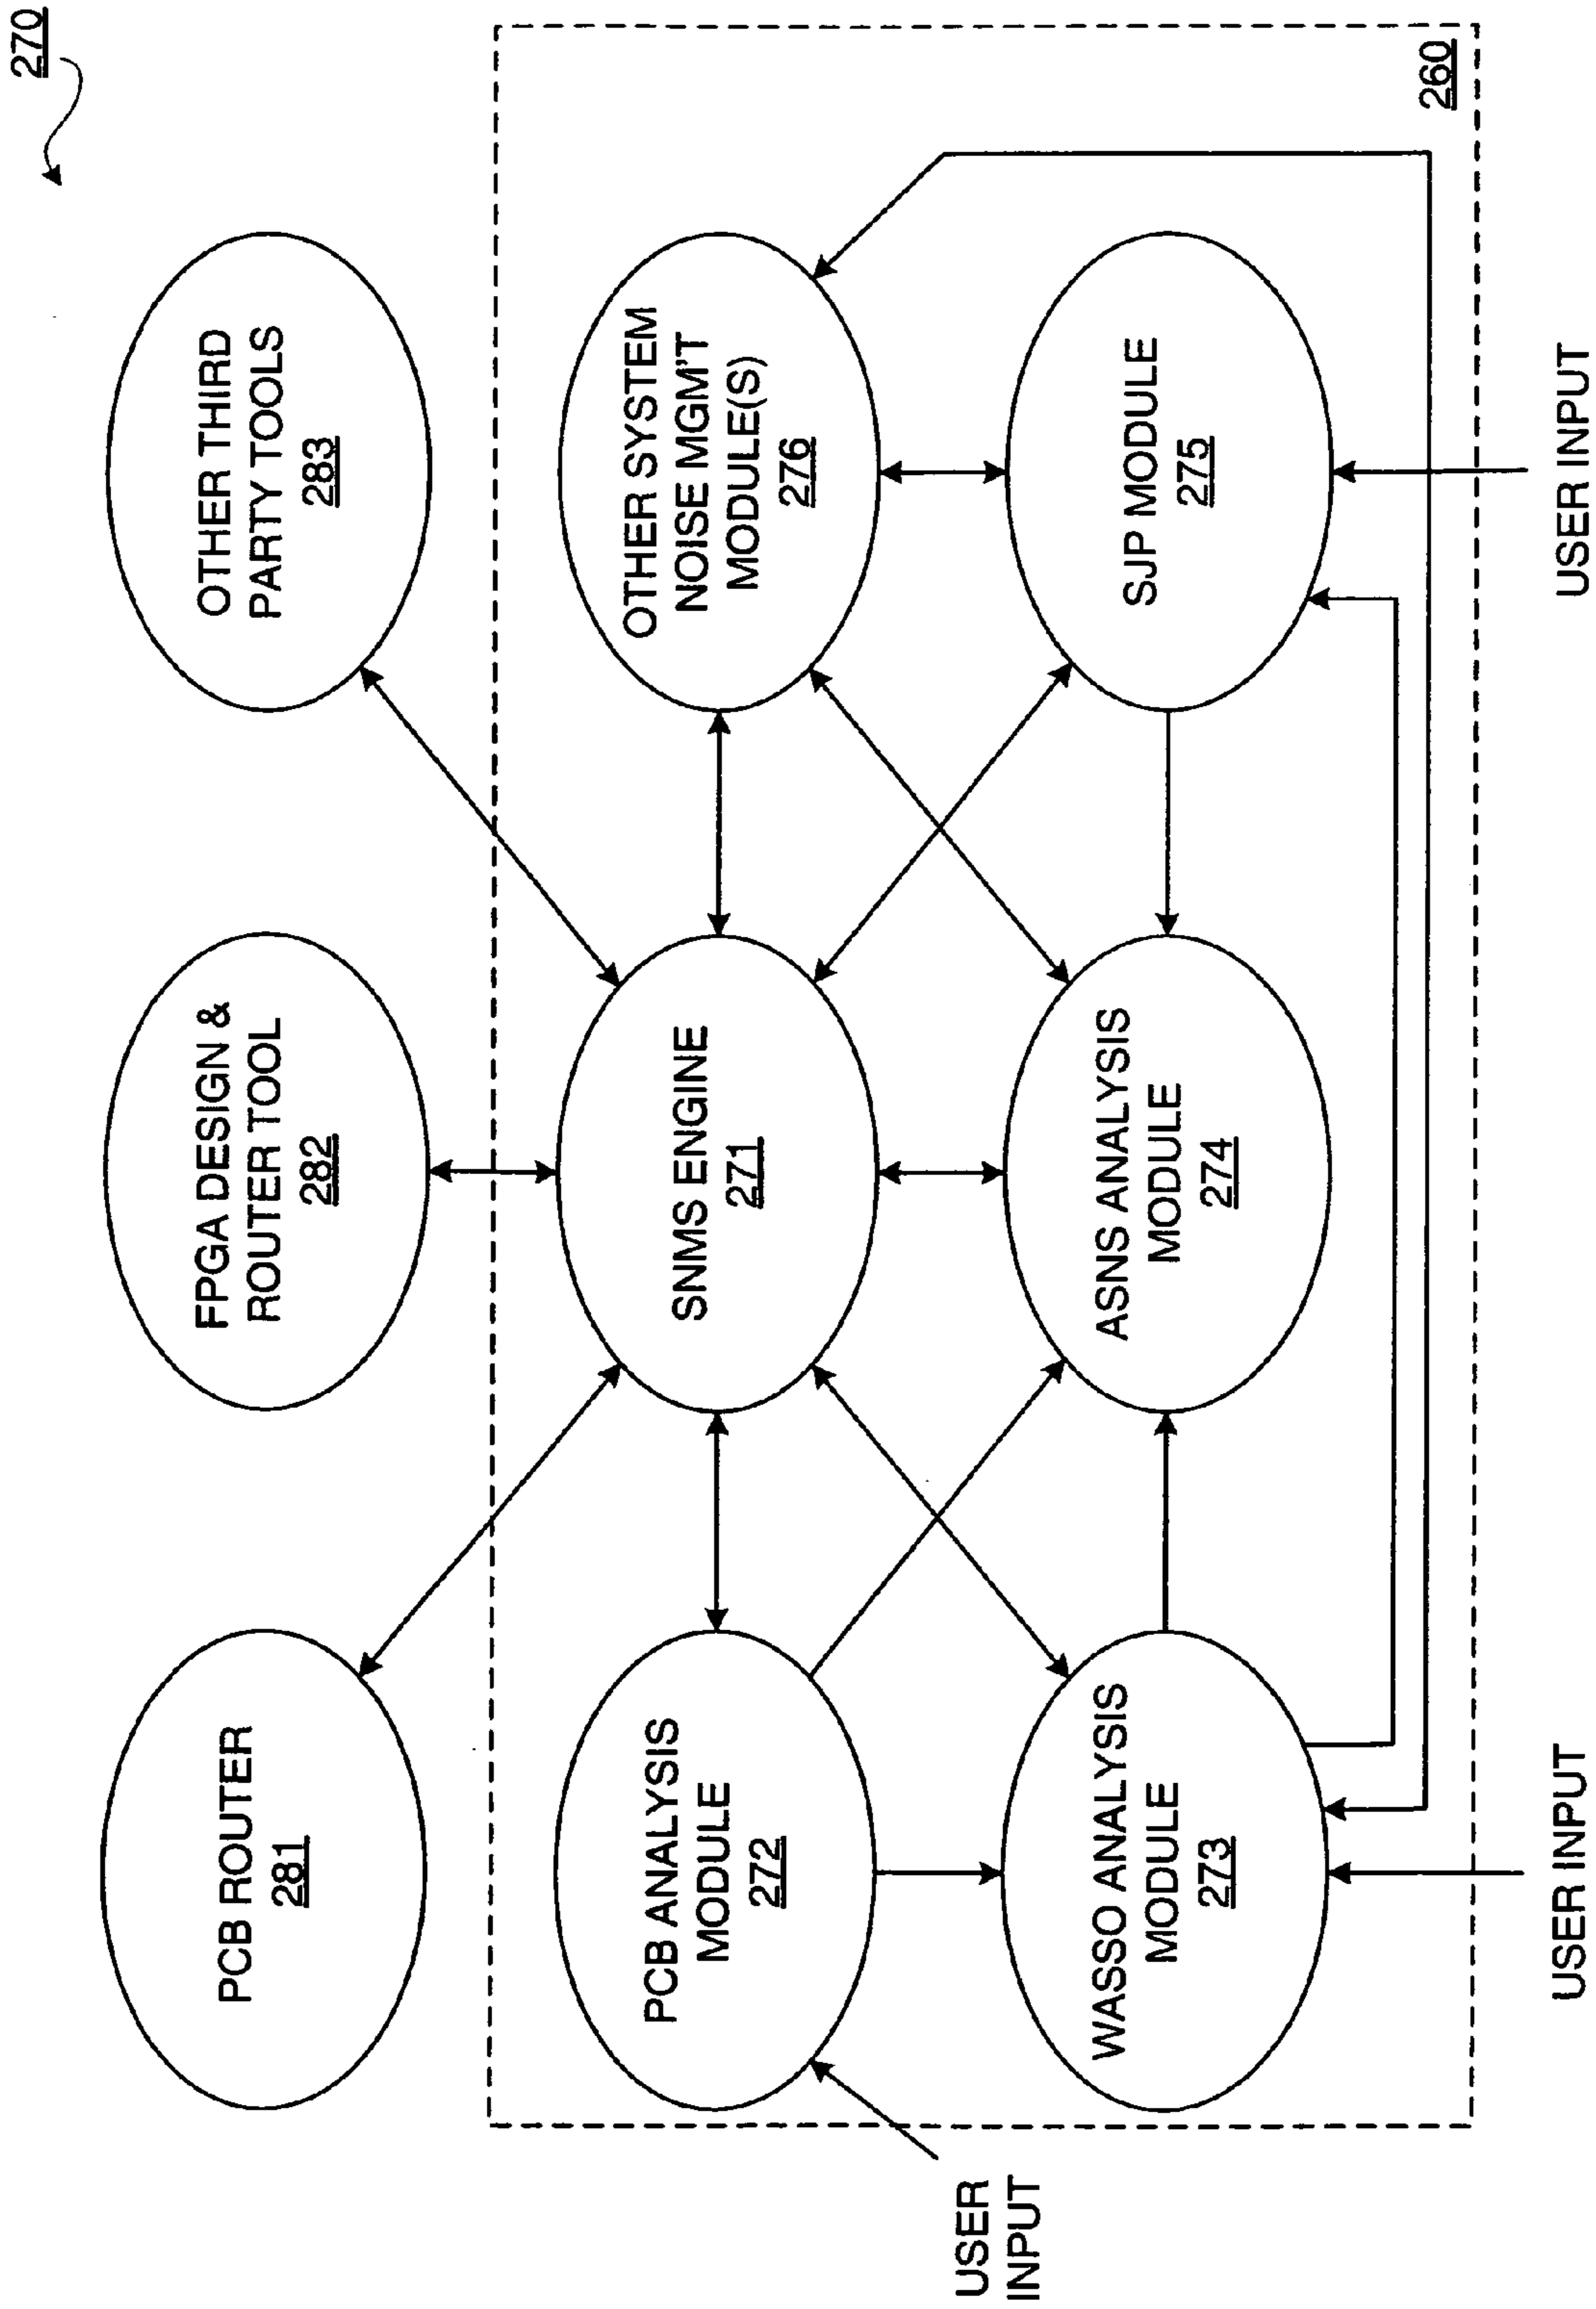 270
PCB ROUTER
281
FPGA DESIGN &
ROUTER TOOL
282
OTHER THIRD
PARTY TOOLS
283
PCB ANALYSIS
MODULE
272
SNMS ENGINE
271
OTHER SYSTEM
NOISE MGM'T
MODULE(S)
276
USER
INPUT
WASSO ANALYSIS
MODULE
273
ASNS ANALYSIS
MODULE
274
SJP MODULE
275
260
USER INPUT
USER INPUT